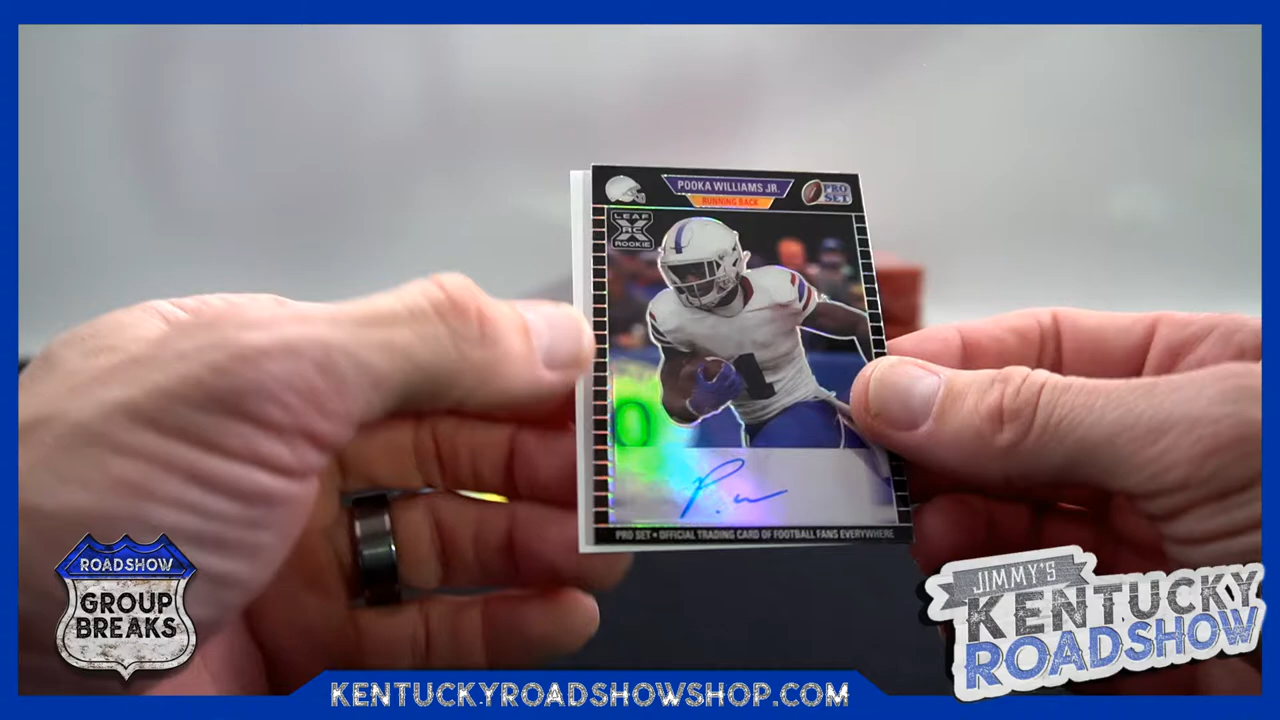 POOKA WILLIAMS JR.
RUNNING BACK
PRO
SET
LEAF
RC
ROOKIE
1
P. W
PRO SET • OFFICIAL TRADING CARD OF FOOTBALL FANS EVERYWHERE
ROADSHOW
GROUP
BREAKS
JIMMY'S
KENTUCKY
ROADSHOW
KENTUCKYROADSHOWSHOP.COM